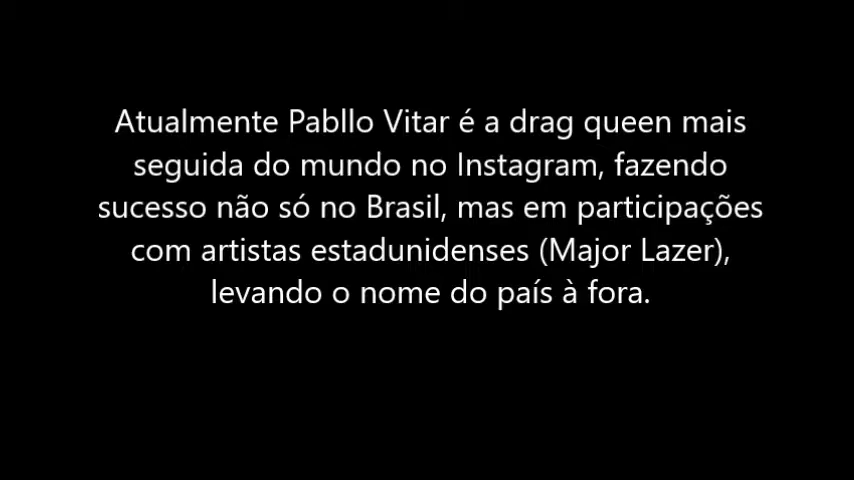 Atualmente Pabllo Vitar é a drag queen mais
seguida do mundo no Instagram, fazendo
sucesso não só no Brasil, mas em participações
com artistas estadunidenses (Major Lazer),
levando o nome do país à fora.